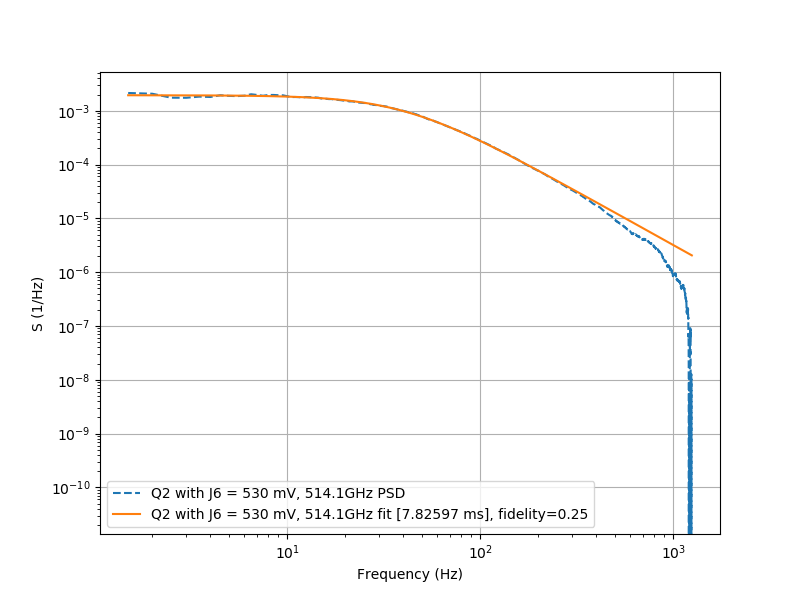 10⁻³
10⁻⁴
10⁻⁵
10⁻⁶
10⁻⁷
10⁻⁸
10⁻⁹
10⁻¹⁰
S (1/Hz)
Q2 with J6 = 530 mV, 514.1GHz PSD
Q2 with J6 = 530 mV, 514.1GHz fit [7.82597 ms], fidelity=0.25
10¹ 10² 10³
Frequency (Hz)